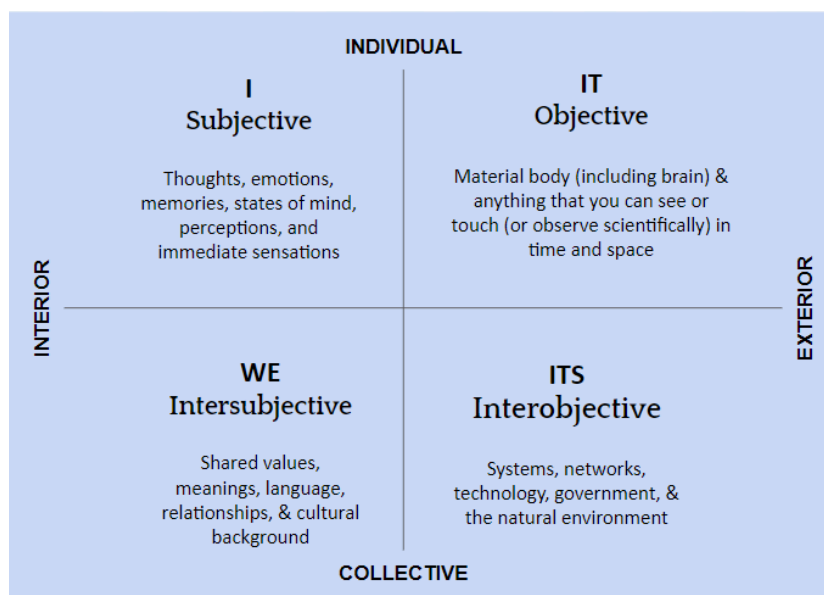 INDIVIDUAL
I
Subjective
Thoughts, emotions,
memories, states of mind,
perceptions, and
immediate sensations
IT
Objective
Material body (including brain) &
anything that you can see or
touch (or observe scientifically) in
time and space
INTERIOR
EXTERIOR
WE
Intersubjective
Shared values,
meanings, language,
relationships, & cultural
background
ITS
Interobjective
Systems, networks,
technology, government, &
the natural environment
COLLECTIVE